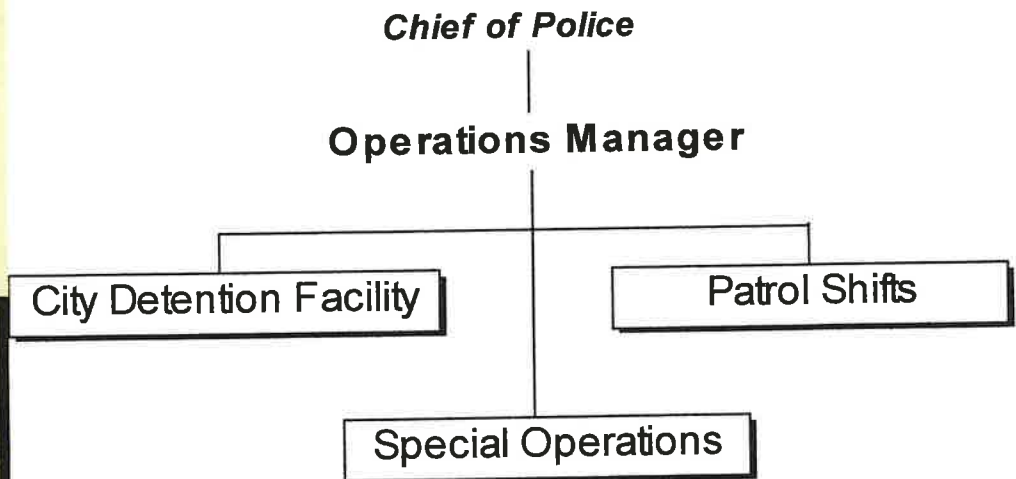 Chief of Police
Operations Manager
City Detention Facility
Patrol Shifts
Special Operations